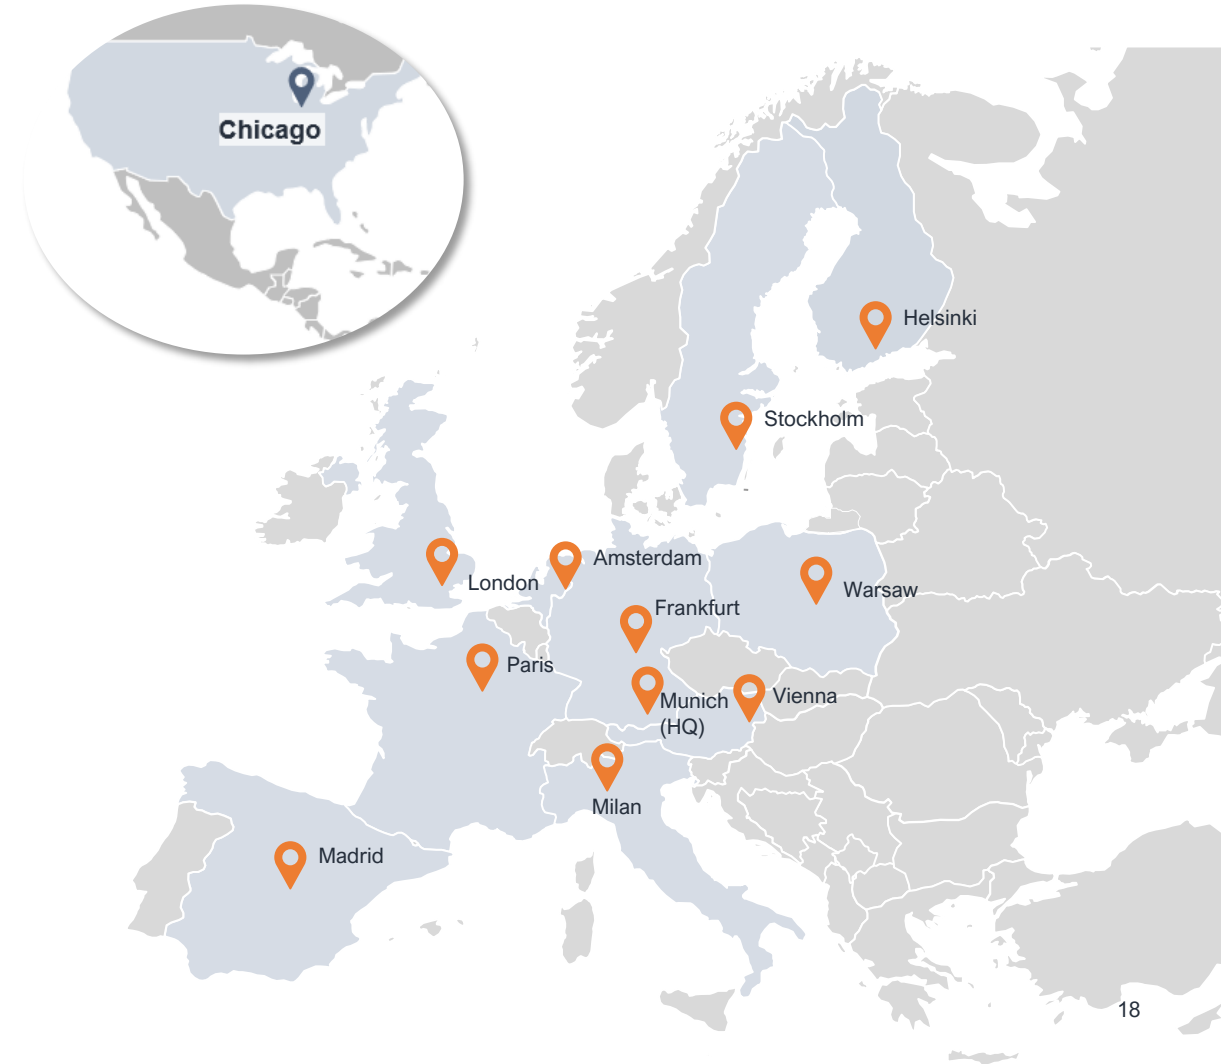 Chicago
Helsinki
Stockholm
Amsterdam
London
Warsaw
Frankfurt
Paris
Munich
(HQ)
Vienna
Milan
Madrid
18